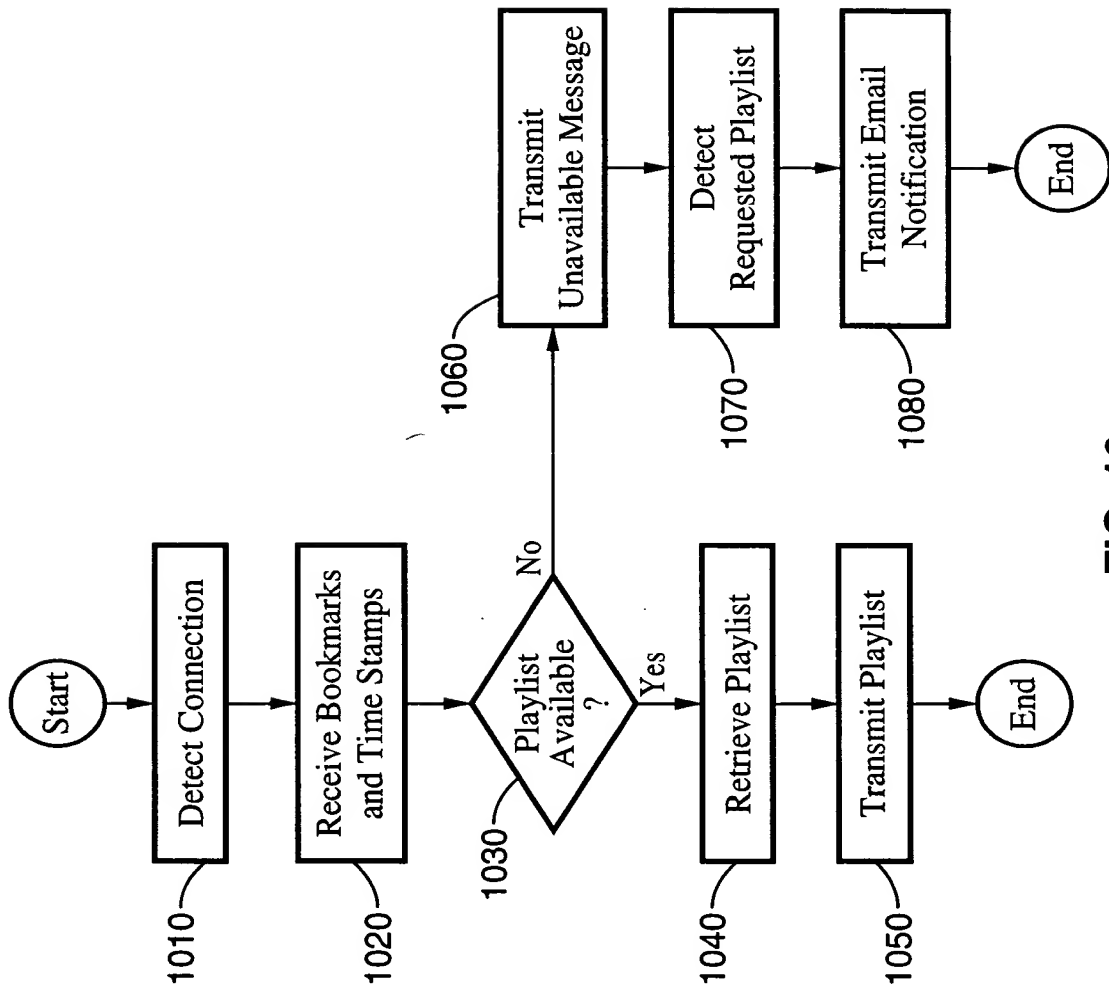 Start
1010
Detect Connection
1020
Receive Bookmarks
and Time Stamps
1030
Playlist
Available
?
No
Yes
1040
Retrieve Playlist
1050
Transmit Playlist
End
1060
Transmit
Unavailable Message
1070
Detect
Requested Playlist
1080
Transmit Email
Notification
End